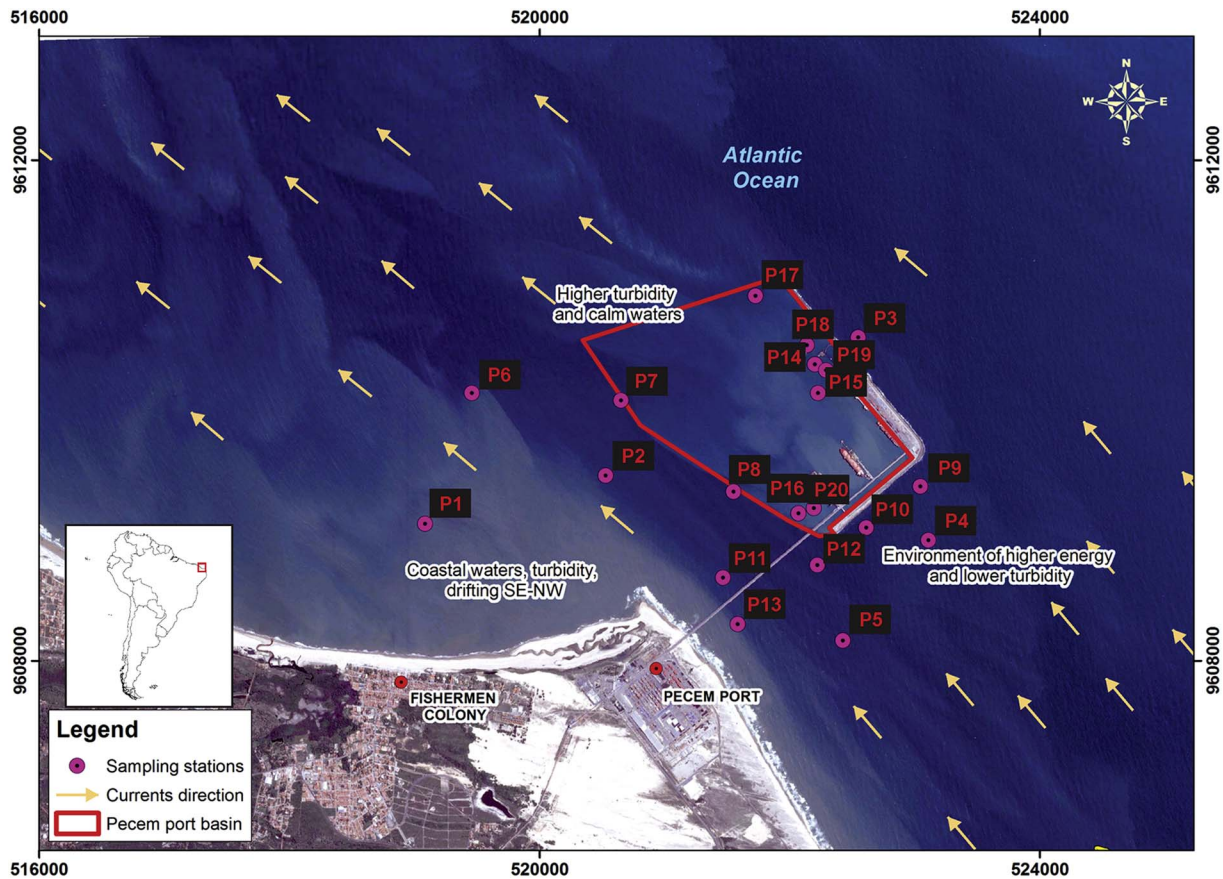 516000
520000
524000
N
W
E
S
9612000
9612000
Atlantic
Ocean
P17
Higher turbidity
and calm waters
P18
P3
P14
P19
P15
P6
P7
P2
P8
P16
P20
P9
P1
P10
P4
P12
Environment of higher energy
and lower turbidity
P11
Coastal waters, turbidity,
drifting SE-NW
P13
P5
9608000
9608000
FISHERMEN
COLONY
PECEM PORT
Legend
Sampling stations
Currents direction
Pecem port basin
516000
520000
524000